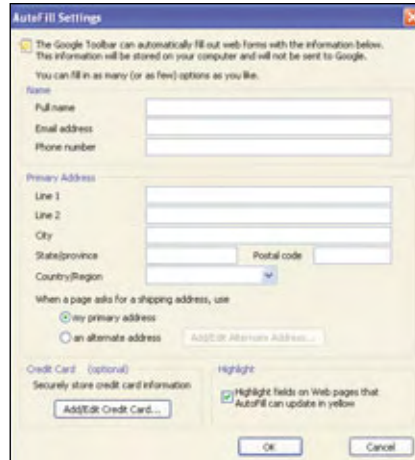 AutoFill Settings
The Google Toolbar can automatically fill out web forms with the information below.
This information will be stored on your computer and will not be sent to Google.
You can fill in as many (or as few) options as you like.
Name
Full name
Email address
Phone number
Primary Address
Line 1
Line 2
City
State/province Postal code
Country/Region
When a page asks for a shipping address, use
my primary address
an alternate address Add/Edit Alternate Address...
Credit Card (optional) Highlight
Securely store credit card information
Highlight fields on Web pages that
AutoFill can update in yellow
Add/Edit Credit Card...
OK Cancel